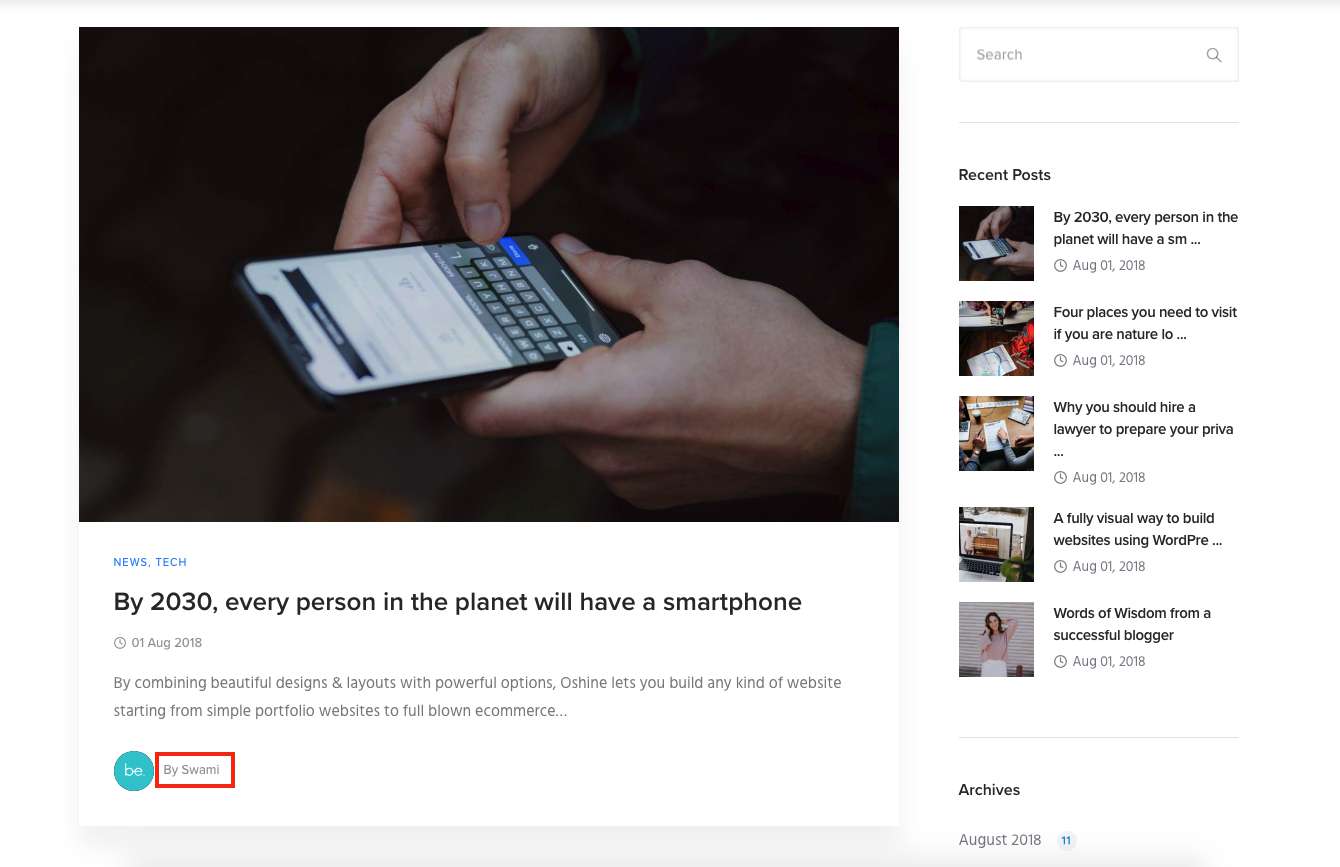 NEWS, TECH
By 2030, every person in the planet will have a smartphone
01 Aug 2018
By combining beautiful designs & layouts with powerful options, Oshine lets you build any kind of website
starting from simple portfolio websites to full blown ecommerce...
be.
By Swami
Search
Recent Posts
By 2030, every person in the
planet will have a sm ...
Aug 01, 2018
Four places you need to visit
if you are nature lo ...
Aug 01, 2018
Why you should hire a
lawyer to prepare your priva
...
Aug 01, 2018
A fully visual way to build
websites using WordPre ...
Aug 01, 2018
Words of Wisdom from a
successful blogger
Aug 01, 2018
Archives
August 2018 11